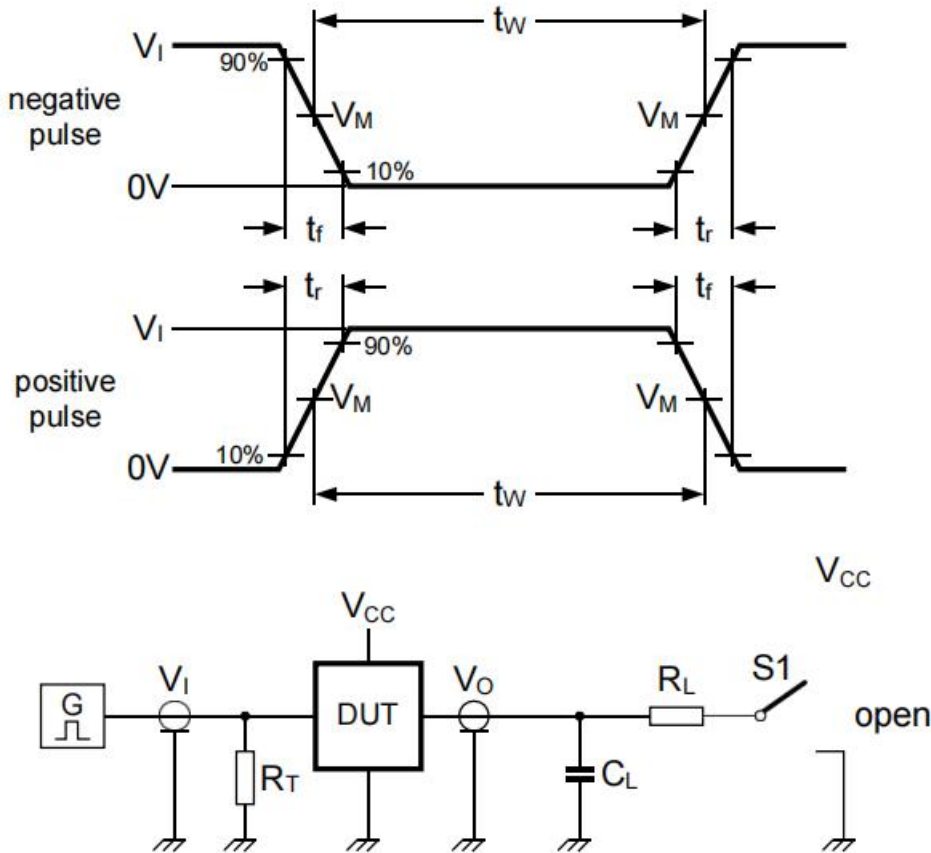 tW
VI
90%
negative
pulse
VM
VM
10%
0V
tf
tr
tr
tf
VI
90%
positive
pulse
VM
VM
10%
0V
tW
VCC
VCC
VI
VO
RL
S1
G
DUT
open
RT
CL